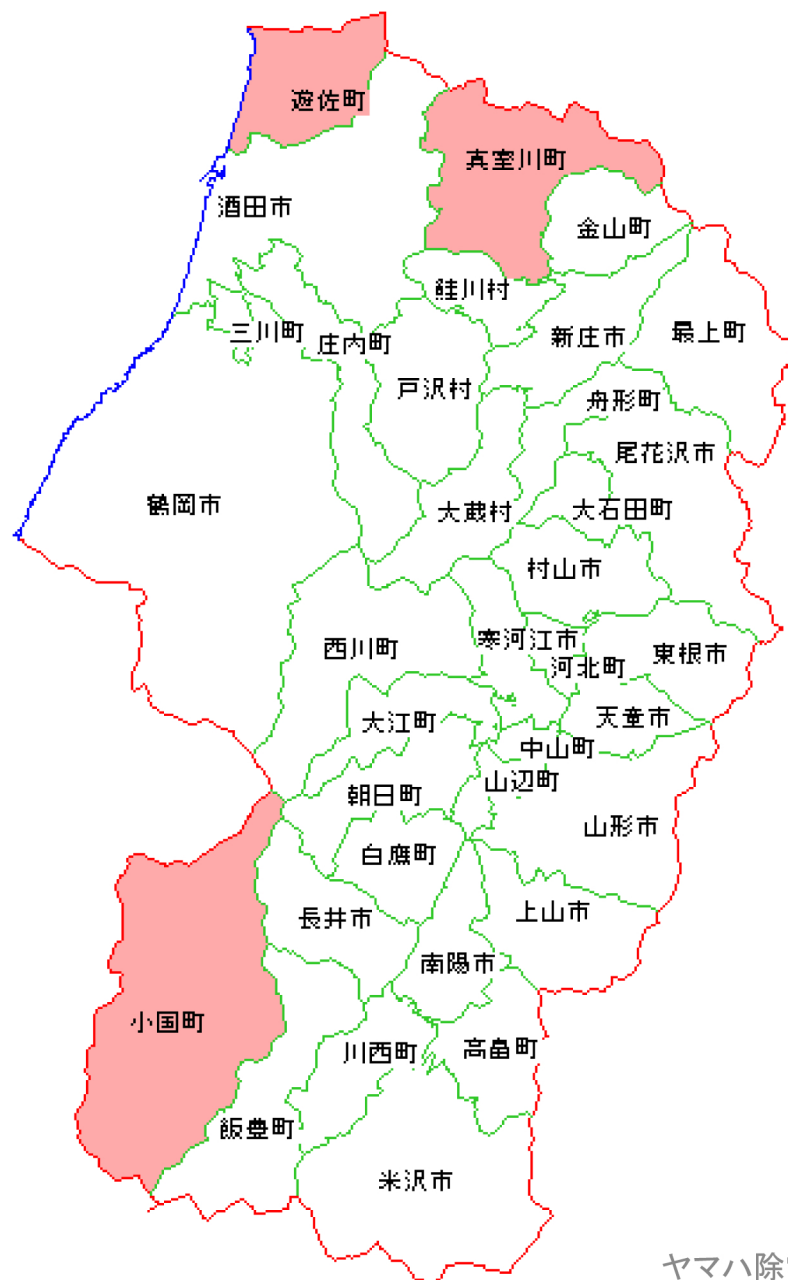 遊佐町
真室川町
酒田市
金山町
鮭川村
三川町
庄内町
新庄市
最上町
戸沢村
舟形町
尾花沢市
鶴岡市
大蔵村
大石田町
村山市
西川町
寒河江市
河北町
東根市
大江町
天童市
中山町
山辺町
朝日町
山形市
白鷹町
長井市
上山市
南陽市
小国町
川西町
高畠町
飯豊町
米沢市
ヤマハ除